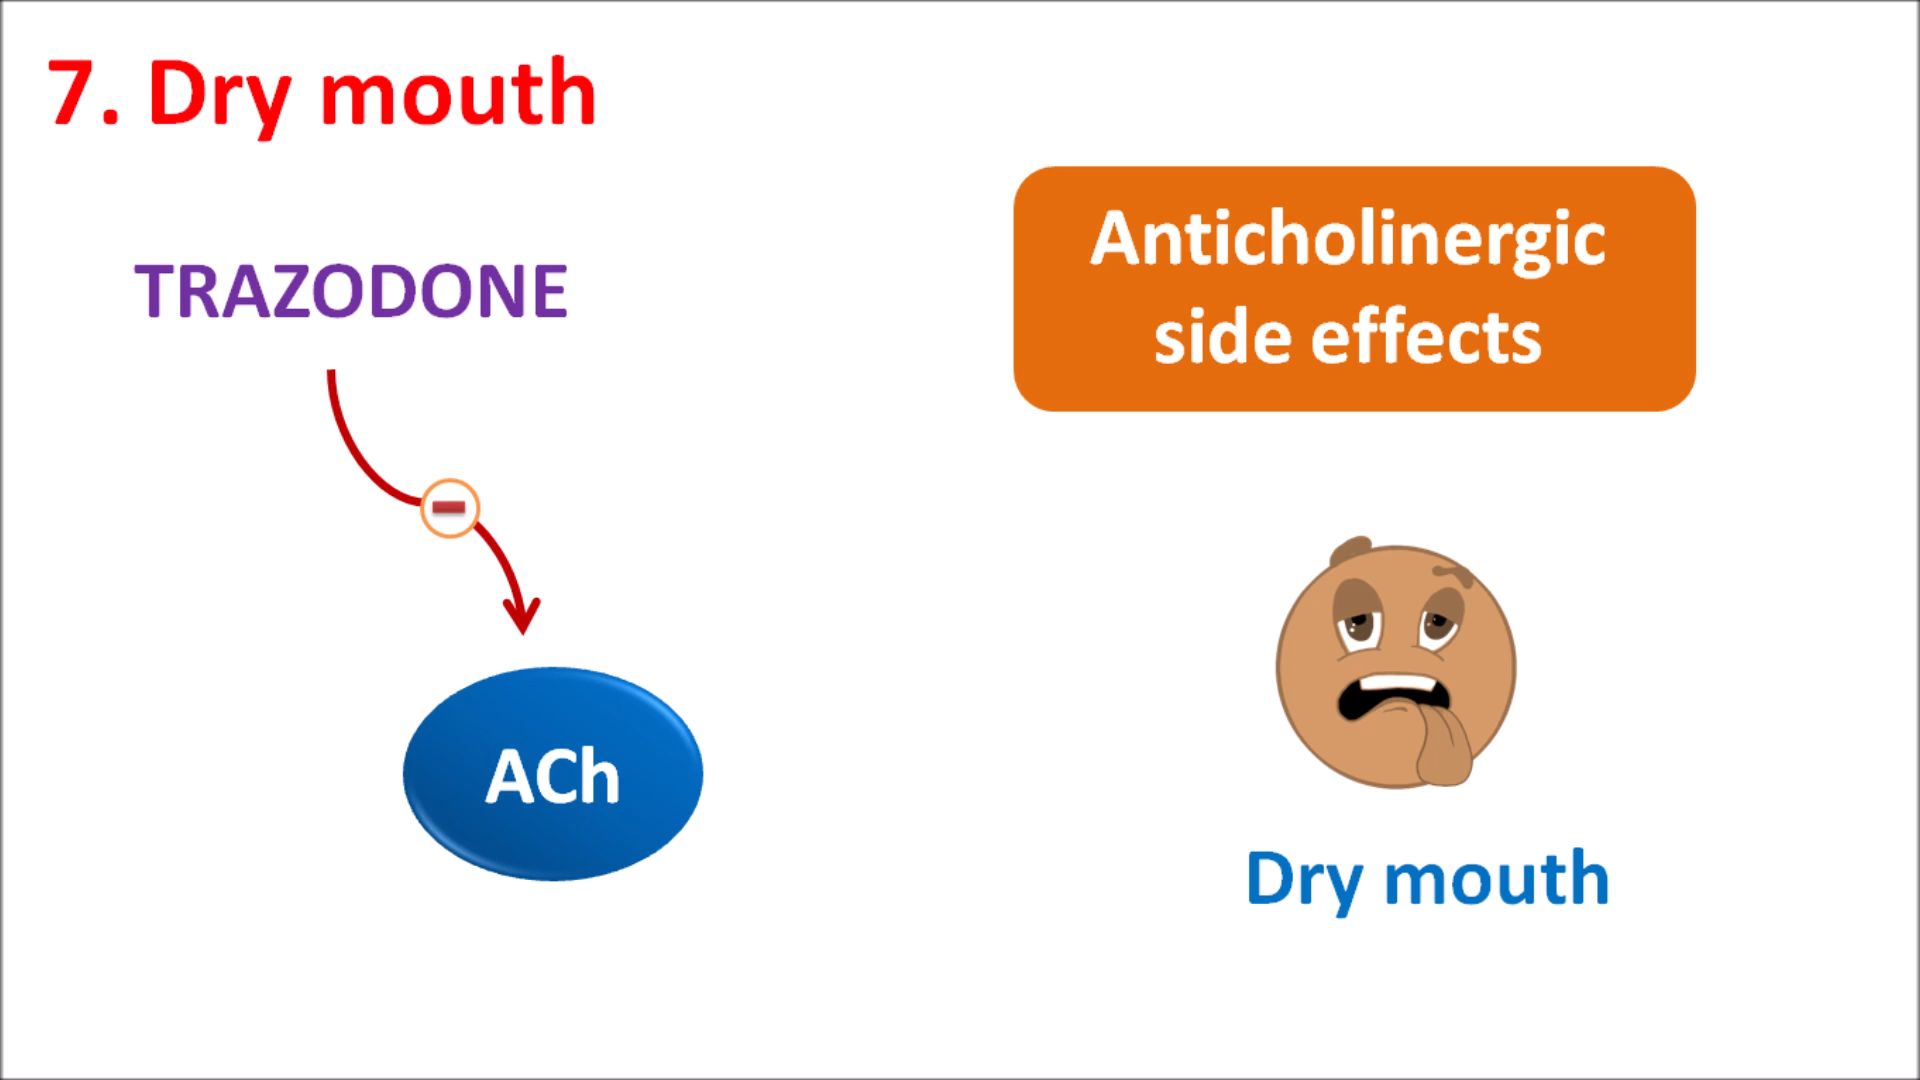 7. Dry mouth
TRAZODONE
Anticholinergic
side effects
ACh
Dry mouth